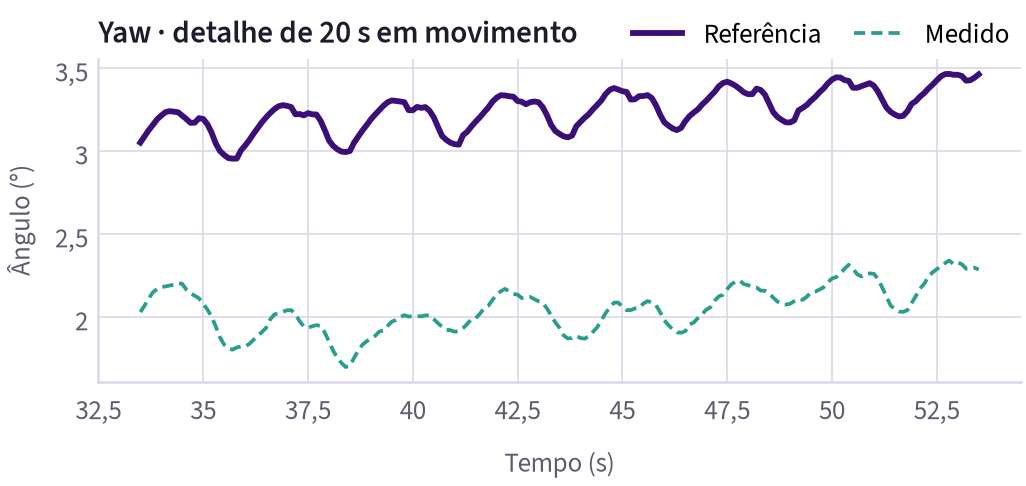 Yaw · detalhe de 20 s em movimento
Referência
Medido
3,5
3
2,5
2
Ângulo (°)
32,5
35
37,5
40
42,5
45
47,5
50
52,5
Tempo (s)